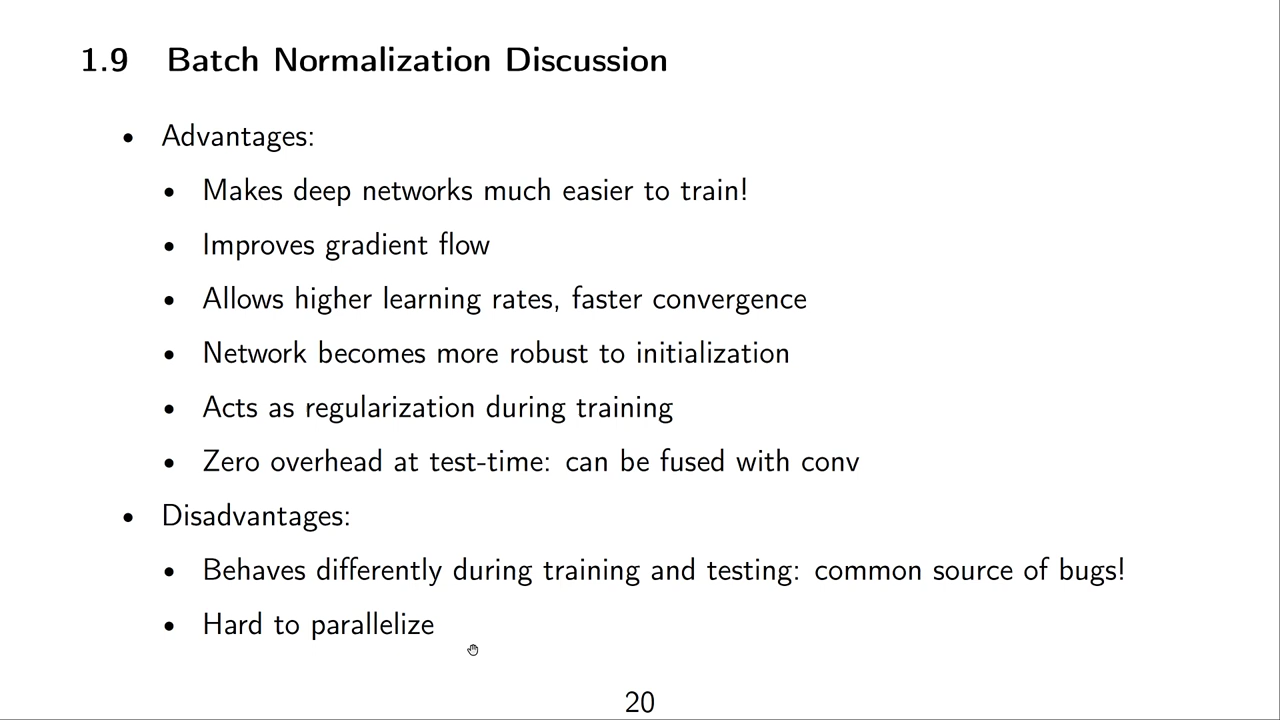 1.9 Batch Normalization Discussion
• Advantages:
• Makes deep networks much easier to train!
• Improves gradient flow
• Allows higher learning rates, faster convergence
• Network becomes more robust to initialization
• Acts as regularization during training
• Zero overhead at test-time: can be fused with conv
• Disadvantages:
• Behaves differently during training and testing: common source of bugs!
• Hard to parallelize
20